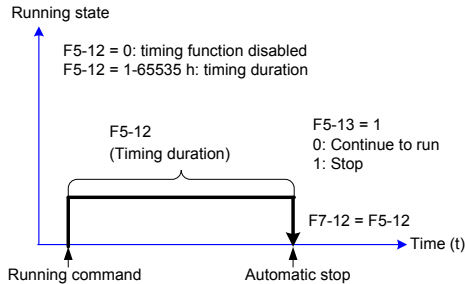 Running state
F5-12 = 0: timing function disabled
F5-12 = 1-65535 h: timing duration
F5-12
(Timing duration)
F5-13 = 1
0: Continue to run
1: Stop
F7-12 = F5-12
Time (t)
Running command
Automatic stop